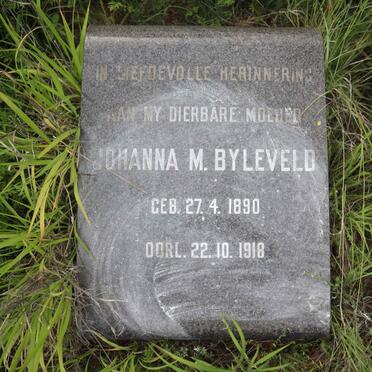 IN LIEFDEVOLLE HERINNERING
AAN MY DIERBARE MOEDER
JOHANNA M. BYLEVELD
GEB. 27. 4. 1890
OORL. 22. 10. 1918